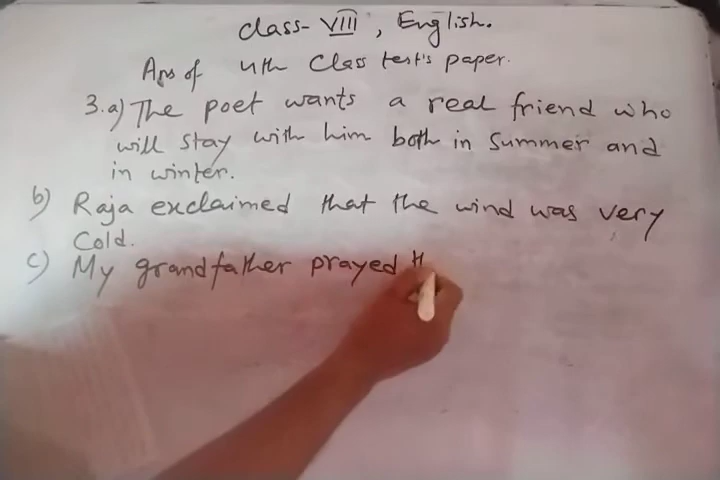 class- VIII, English.
Ans of 4th Class test's paper.
3. a) The poet wants a real friend who
will stay with him both in Summer and
in winter.
b) Raja exclaimed that the wind was very
Cold.
c) My grandfather prayed